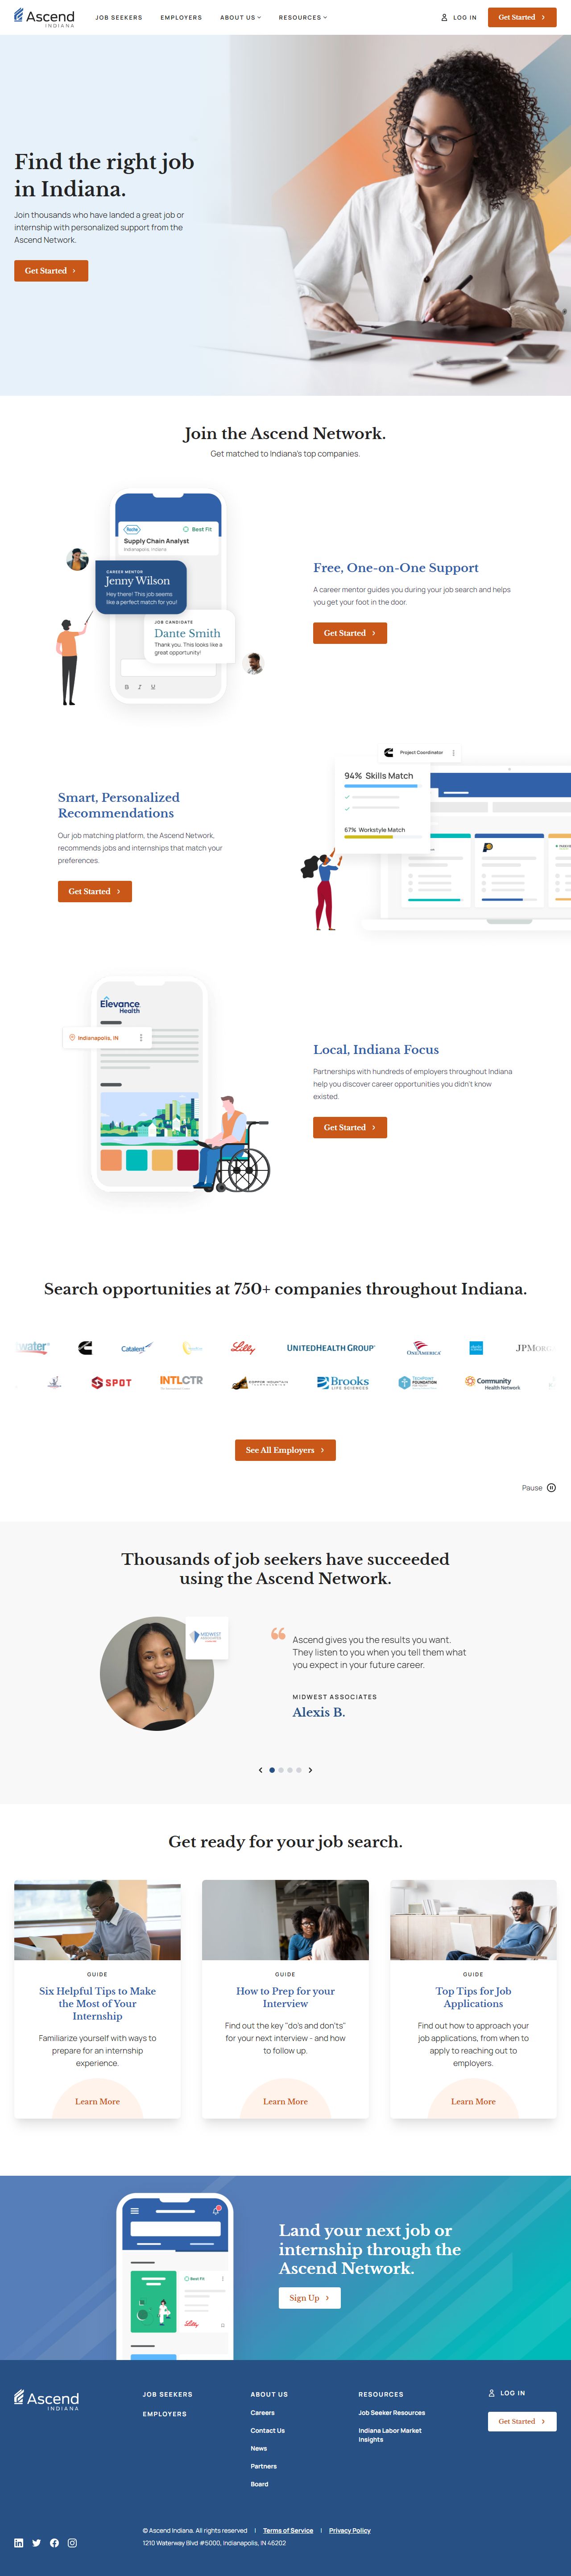 Ascend
INDIANA
JOB SEEKERS
EMPLOYERS
ABOUT US
RESOURCES
LOG IN
Get Started
Find the right job
in Indiana.
Join thousands who have landed a great job or
internship with personalized support from the
Ascend Network.
Get Started
Join the Ascend Network.
Get matched to Indiana's top companies.
Roche
Best Fit
Supply Chain Analyst
Indianapolis, Indiana
CAREER MENTOR
Jenny Wilson
Hey there! This job seems
like a perfect match for you!
JOB CANDIDATE
Dante Smith
Thank you. This looks like a
great opportunity!
B I U
Free, One-on-One Support
A career mentor guides you during your job search and helps
you get your foot in the door.
Get Started
Project Coordinator
94% Skills Match
67% Workstyle Match
Smart, Personalized
Recommendations
Our job matching platform, the Ascend Network,
recommends jobs and internships that match your
preferences.
Get Started
Elevance
Health
Indianapolis, IN
Local, Indiana Focus
Partnerships with hundreds of employers throughout Indiana
help you discover career opportunities you didn't know
existed.
Get Started
Search opportunities at 750+ companies throughout Indiana.
water
Catalent
Lilly
UNITEDHEALTH GROUP
ONEAMERICA
JPMOR
SPOT
INTLCTR
COPPER MOUNTAIN
Brooks
LIFE SCIENCES
TECHPOINT
FOUNDATION
Community
Health Network
See All Employers
Pause
Thousands of job seekers have succeeded
using the Ascend Network.
MIDWEST
Ascend gives you the results you want.
They listen to you when you tell them what
you expect in your future career.
MIDWEST ASSOCIATES
Alexis B.
Get ready for your job search.
GUIDE
Six Helpful Tips to Make
the Most of Your
Internship
Familiarize yourself with ways to
prepare for an internship
experience.
Learn More
GUIDE
How to Prep for your
Interview
Find out the key "do's and don'ts"
for your next interview - and how
to follow up.
Learn More
GUIDE
Top Tips for Job
Applications
Find out how to approach your
job applications, from when to
apply to reaching out to
employers.
Learn More
Best Fit
Lilly
Land your next job or
internship through the
Ascend Network.
Sign Up
Ascend
INDIANA
JOB SEEKERS
EMPLOYERS
ABOUT US
Careers
Contact Us
News
Partners
Board
RESOURCES
Job Seeker Resources
Indiana Labor Market
Insights
LOG IN
Get Started
© Ascend Indiana. All rights reserved | Terms of Service | Privacy Policy
1210 Waterway Blvd #5000, Indianapolis, IN 46202